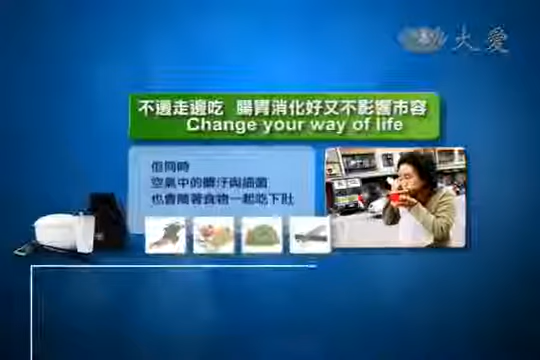 大愛
不邊走邊吃 腸胃消化好又不影響市容
Change your way of life
但同時
空氣中的髒汙與細菌
也會隨著食物一起吃下肚